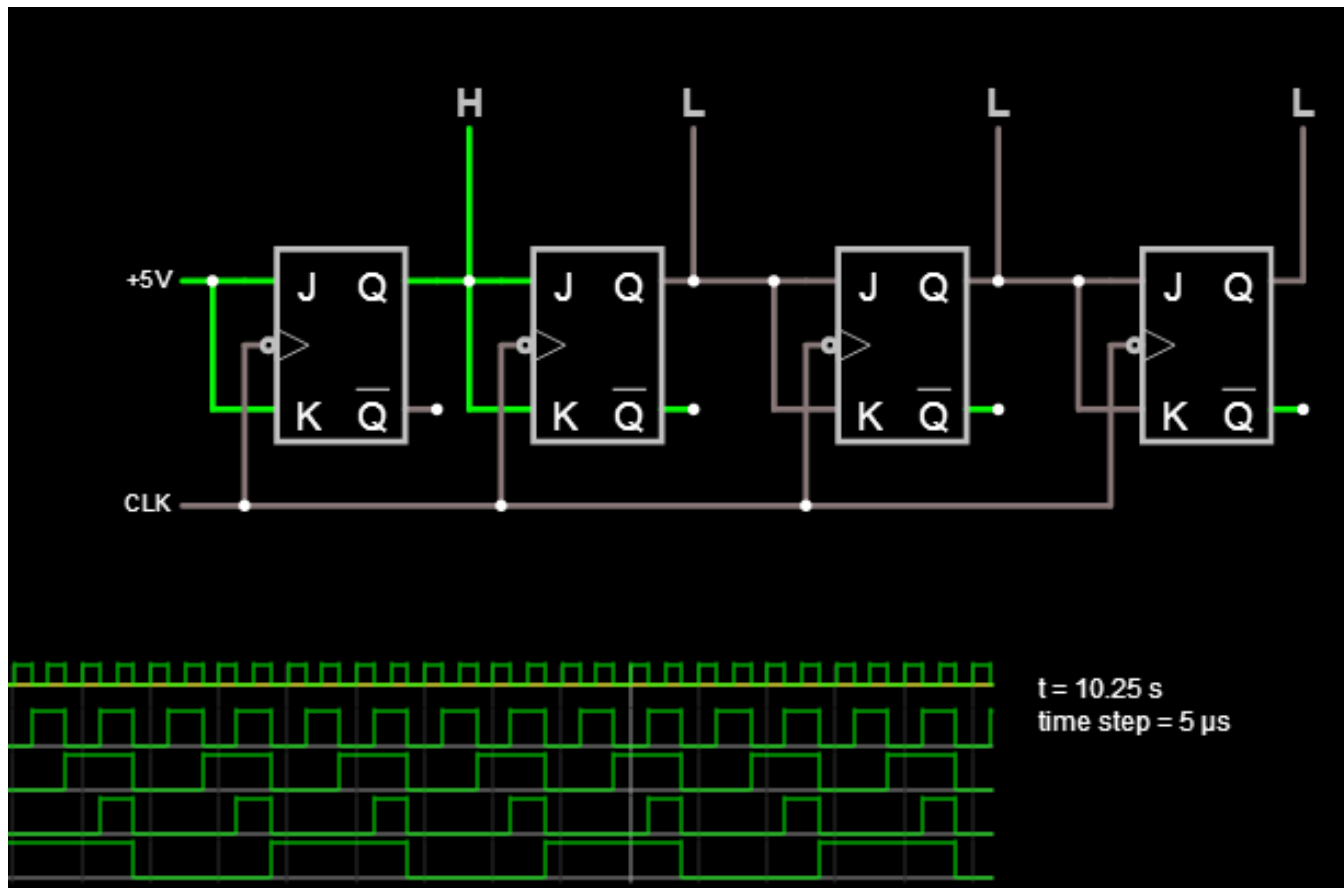 H L L L
+5V J Q J Q J Q J Q
K Q K Q K Q K Q
CLK
t = 10.25 s
time step = 5 µs